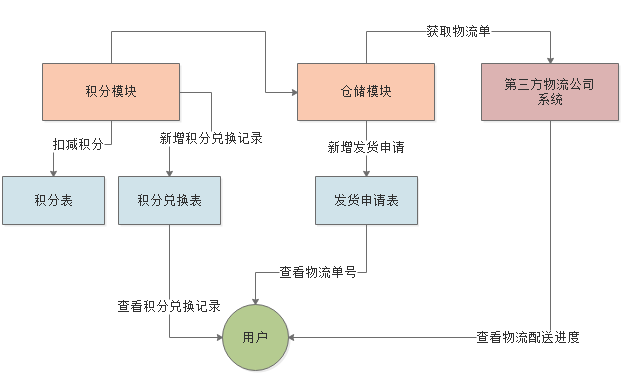 获取物流单
积分模块
仓储模块
第三方物流公司
系统
扣减积分
新增积分兑换记录
新增发货申请
积分表
积分兑换表
发货申请表
查看物流单号
查看积分兑换记录
用户
查看物流配送进度